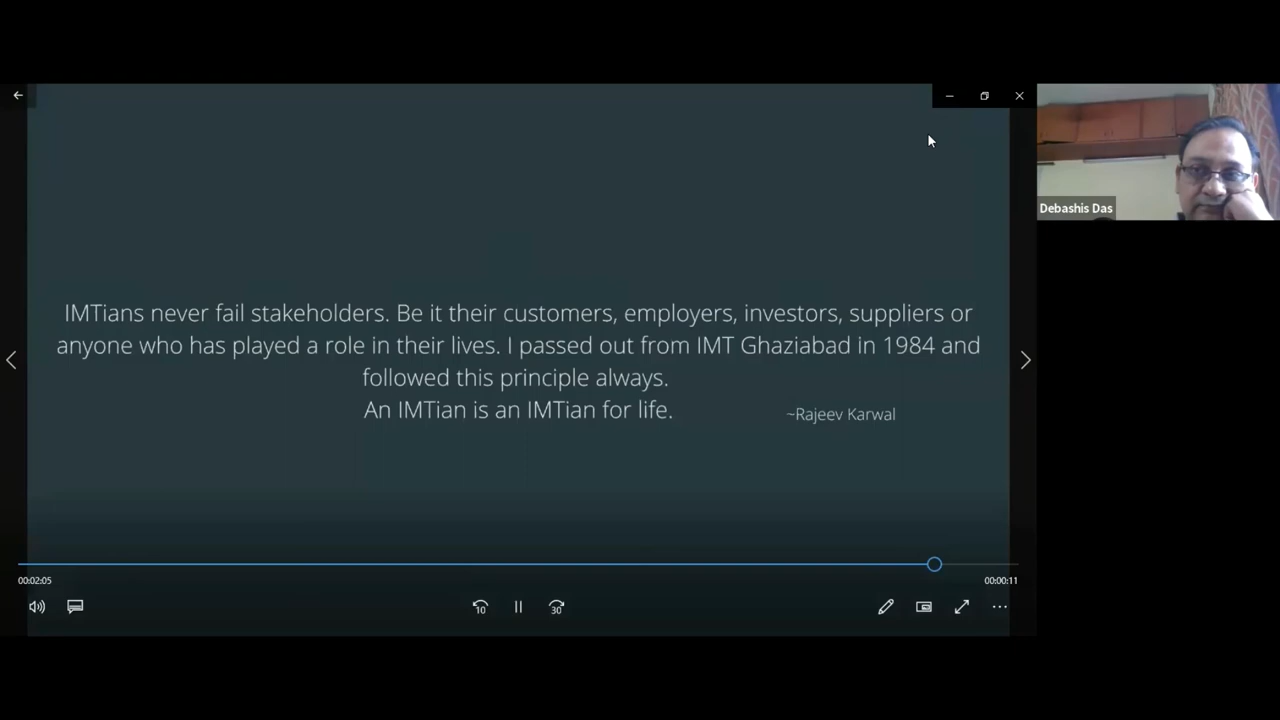 IMTians never fail stakeholders. Be it their customers, employers, investors, suppliers or
anyone who has played a role in their lives. I passed out from IMT Ghaziabad in 1984 and
followed this principle always.
An IMTian is an IMTian for life.
~Rajeev Karwal
Debashis Das
00:02:05
00:00:11
10
30